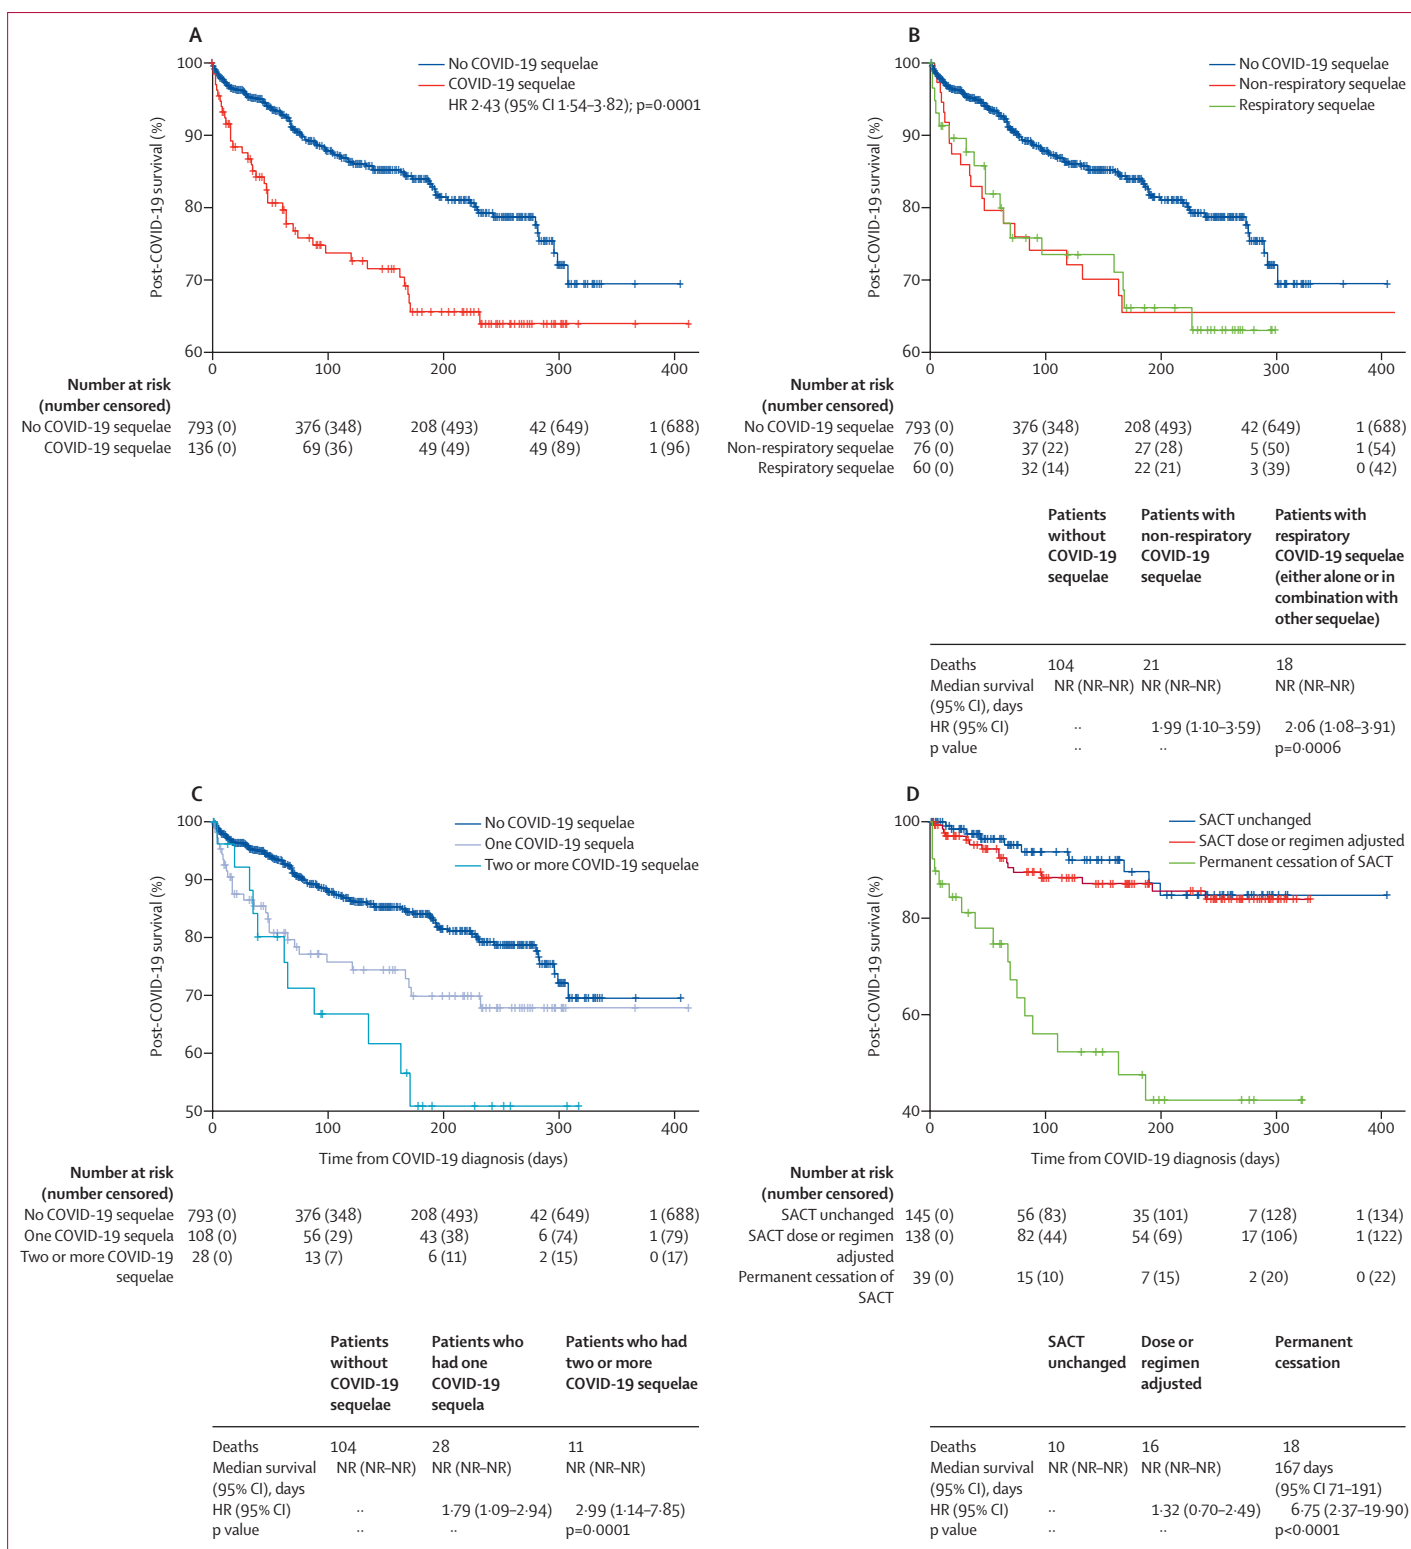 A
No COVID-19 sequelae
COVID-19 sequelae
HR 2·43 (95% CI 1·54–3·82); p=0·0001
Post-COVID-19 survival (%)
100
90
80
70
60
0 100 200 300 400
Number at risk
(number censored)
No COVID-19 sequelae 793 (0) 376 (348) 208 (493) 42 (649) 1 (688)
COVID-19 sequelae 136 (0) 69 (36) 49 (49) 49 (89) 1 (96)
B
No COVID-19 sequelae
Non-respiratory sequelae
Respiratory sequelae
Post-COVID-19 survival (%)
100
90
80
70
60
0 100 200 300 400
Number at risk
(number censored)
No COVID-19 sequelae 793 (0) 376 (348) 208 (493) 42 (649) 1 (688)
Non-respiratory sequelae 76 (0) 37 (22) 27 (28) 5 (50) 1 (54)
Respiratory sequelae 60 (0) 32 (14) 22 (21) 3 (39) 0 (42)
Patients Patients with Patients with
without non-respiratory respiratory
COVID-19 COVID-19 COVID-19 sequelae
sequelae sequelae (either alone or in
combination with
other sequelae)
Deaths 104 21 18
Median survival NR (NR–NR) NR (NR–NR) NR (NR–NR)
(95% CI), days
HR (95% CI) ·· 1·99 (1·10–3·59) 2·06 (1·08–3·91)
p value ·· ·· p=0·0006
C
No COVID-19 sequelae
One COVID-19 sequela
Two or more COVID-19 sequelae
Post-COVID-19 survival (%)
100
90
80
70
60
50
0 100 200 300 400
Time from COVID-19 diagnosis (days)
Number at risk
(number censored)
No COVID-19 sequelae 793 (0) 376 (348) 208 (493) 42 (649) 1 (688)
One COVID-19 sequela 108 (0) 56 (29) 43 (38) 6 (74) 1 (79)
Two or more COVID-19 28 (0) 13 (7) 6 (11) 2 (15) 0 (17)
sequelae
Patients Patients who Patients who had
without had one two or more
COVID-19 COVID-19 COVID-19 sequelae
sequelae sequela
Deaths 104 28 11
Median survival NR (NR–NR) NR (NR–NR) NR (NR–NR)
(95% CI), days
HR (95% CI) ·· 1·79 (1·09–2·94) 2·99 (1·14–7·85)
p value ·· ·· p=0·0001
D
SACT unchanged
SACT dose or regimen adjusted
Permanent cessation of SACT
Post-COVID-19 survival (%)
100
80
60
40
0 100 200 300 400
Time from COVID-19 diagnosis (days)
Number at risk
(number censored)
SACT unchanged 145 (0) 56 (83) 35 (101) 7 (128) 1 (134)
SACT dose or regimen 138 (0) 82 (44) 54 (69) 17 (106) 1 (122)
adjusted
Permanent cessation of 39 (0) 15 (10) 7 (15) 2 (20) 0 (22)
SACT
SACT Dose or Permanent
unchanged regimen cessation
adjusted
Deaths 10 16 18
Median survival NR (NR–NR) NR (NR–NR) 167 days
(95% CI), days (95% CI 71–191)
HR (95% CI) ·· 1·32 (0·70–2·49) 6·75 (2·37–19·90)
p value ·· ·· p<0·0001